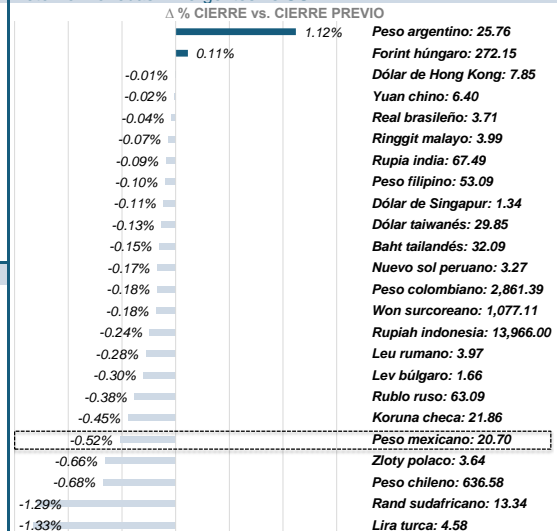 Δ % CIERRE vs. CIERRE PREVIO
1.12% Peso argentino: 25.76
0.11% Forint húngaro: 272.15
-0.01% Dólar de Hong Kong: 7.85
-0.02% Yuan chino: 6.40
-0.04% Real brasileño: 3.71
-0.07% Ringgit malayo: 3.99
-0.09% Rupia india: 67.49
-0.10% Peso filipino: 53.09
-0.11% Dólar de Singapur: 1.34
-0.13% Dólar taiwanés: 29.85
-0.15% Baht tailandés: 32.09
-0.17% Nuevo sol peruano: 3.27
-0.18% Peso colombiano: 2,861.39
-0.18% Won surcoreano: 1,077.11
-0.24% Rupiah indonesia: 13,966.00
-0.28% Leu rumano: 3.97
-0.30% Lev búlgaro: 1.66
-0.38% Rublo ruso: 63.09
-0.45% Koruna checa: 21.86
-0.52% Peso mexicano: 20.70
-0.66% Zloty polaco: 3.64
-0.68% Peso chileno: 636.58
-1.29% Rand sudafricano: 13.34
-1.33% Lira turca: 4.58